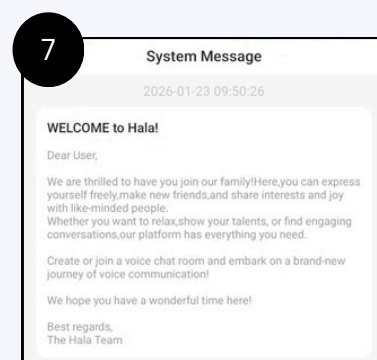 7
System Message
2026-01-23 09:50:26
WELCOME to Hala!
Dear User,
We are thrilled to have you join our family!Here,you can express
yourself freely,make new friends,and share interests and joy
with like-minded people.
Whether you want to relax,show your talents, or find engaging
conversations,our platform has everything you need.
Create or join a voice chat room and embark on a brand-new
journey of voice communication!
We hope you have a wonderful time here!
Best regards,
The Hala Team